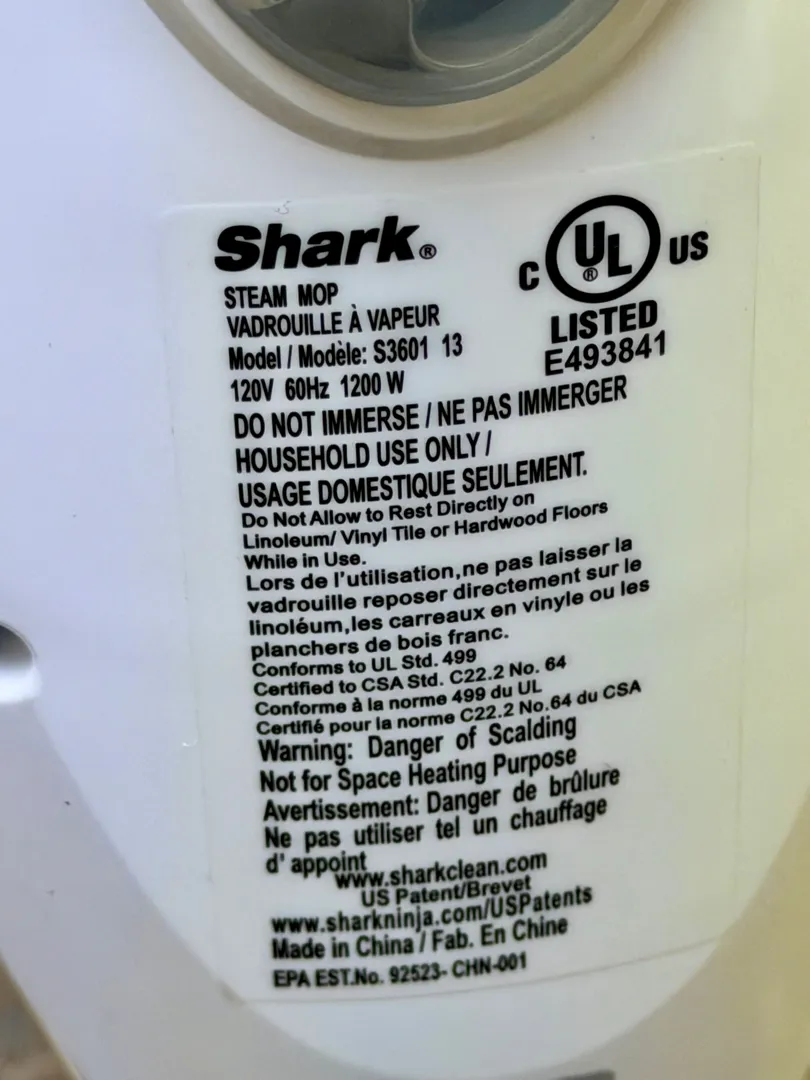 Shark®
C UL® US
STEAM MOP
VADROUILLE À VAPEUR
LISTED
Model / Modèle: S3601 13
E493841
120V 60Hz 1200 W
DO NOT IMMERSE / NE PAS IMMERGER
HOUSEHOLD USE ONLY /
USAGE DOMESTIQUE SEULEMENT.
Do Not Allow to Rest Directly on
Linoleum/ Vinyl Tile or Hardwood Floors
While in Use.
Lors de l'utilisation,ne pas laisser la
vadrouille reposer directement sur le
linoléum,les carreaux en vinyle ou les
planchers de bois franc.
Conforms to UL Std. 499
Certified to CSA Std. C22.2 No. 64
Conforme à la norme 499 du UL
Certifié pour la norme C22.2 No.64 du CSA
Warning: Danger of Scalding
Not for Space Heating Purpose
Avertissement: Danger de brûlure
Ne pas utiliser tel un chauffage
d' appoint
www.sharkclean.com
US Patent/Brevet
www.sharkninja.com/USPatents
Made in China / Fab. En Chine
EPA EST.No. 92523- CHN-001